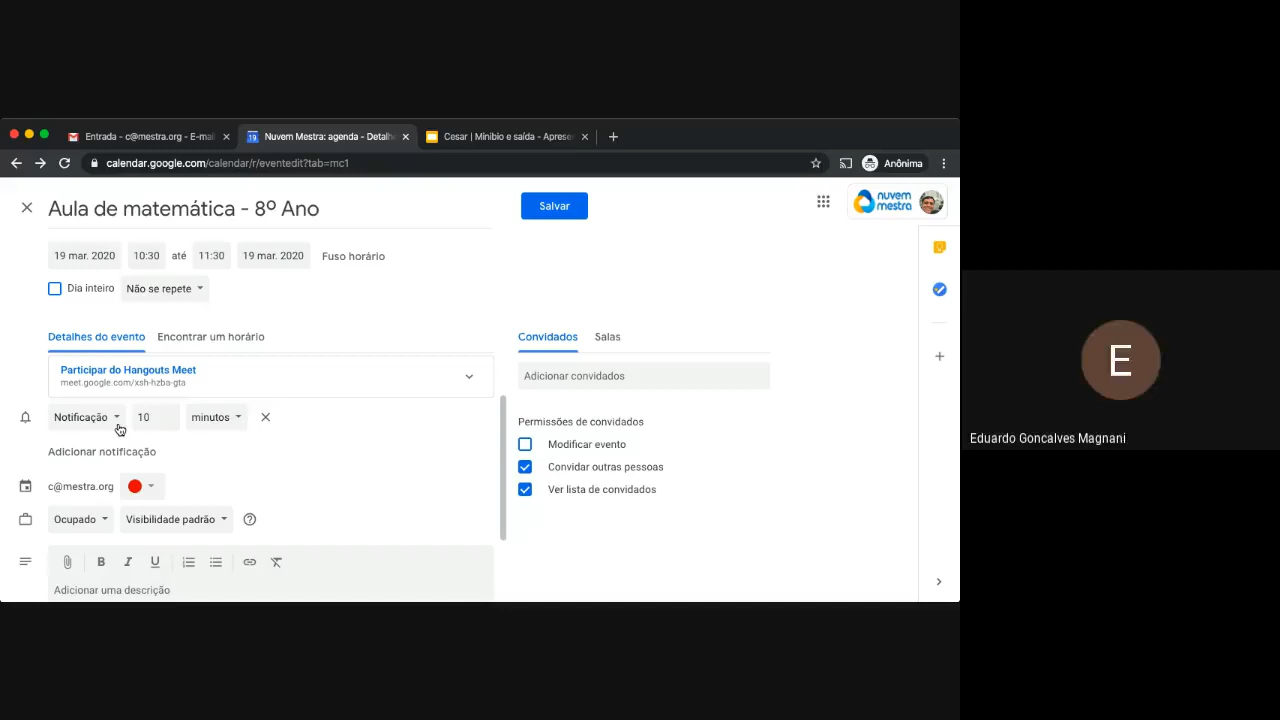 Entrada - c@mestra.org - E-mai
Nuvem Mestra: agenda - Detalh
Cesar | Minibio e saída - Aprese
calendar.google.com/calendar/r/eventedit?tab=mc1
Anônima
Aula de matemática - 8º Ano
Salvar
nuvem
mestra
19 mar. 2020 10:30 até 11:30 19 mar. 2020 Fuso horário
Dia inteiro Não se repete
Detalhes do evento Encontrar um horário
Convidados Salas
Participar do Hangouts Meet
meet.google.com/xsh-hzba-gta
Adicionar convidados
Notificação 10 minutos
Permissões de convidados
Modificar evento
Adicionar notificação
Convidar outras pessoas
c@mestra.org
Ver lista de convidados
Ocupado Visibilidade padrão
B I U
Adicionar uma descrição
E
Eduardo Goncalves Magnani